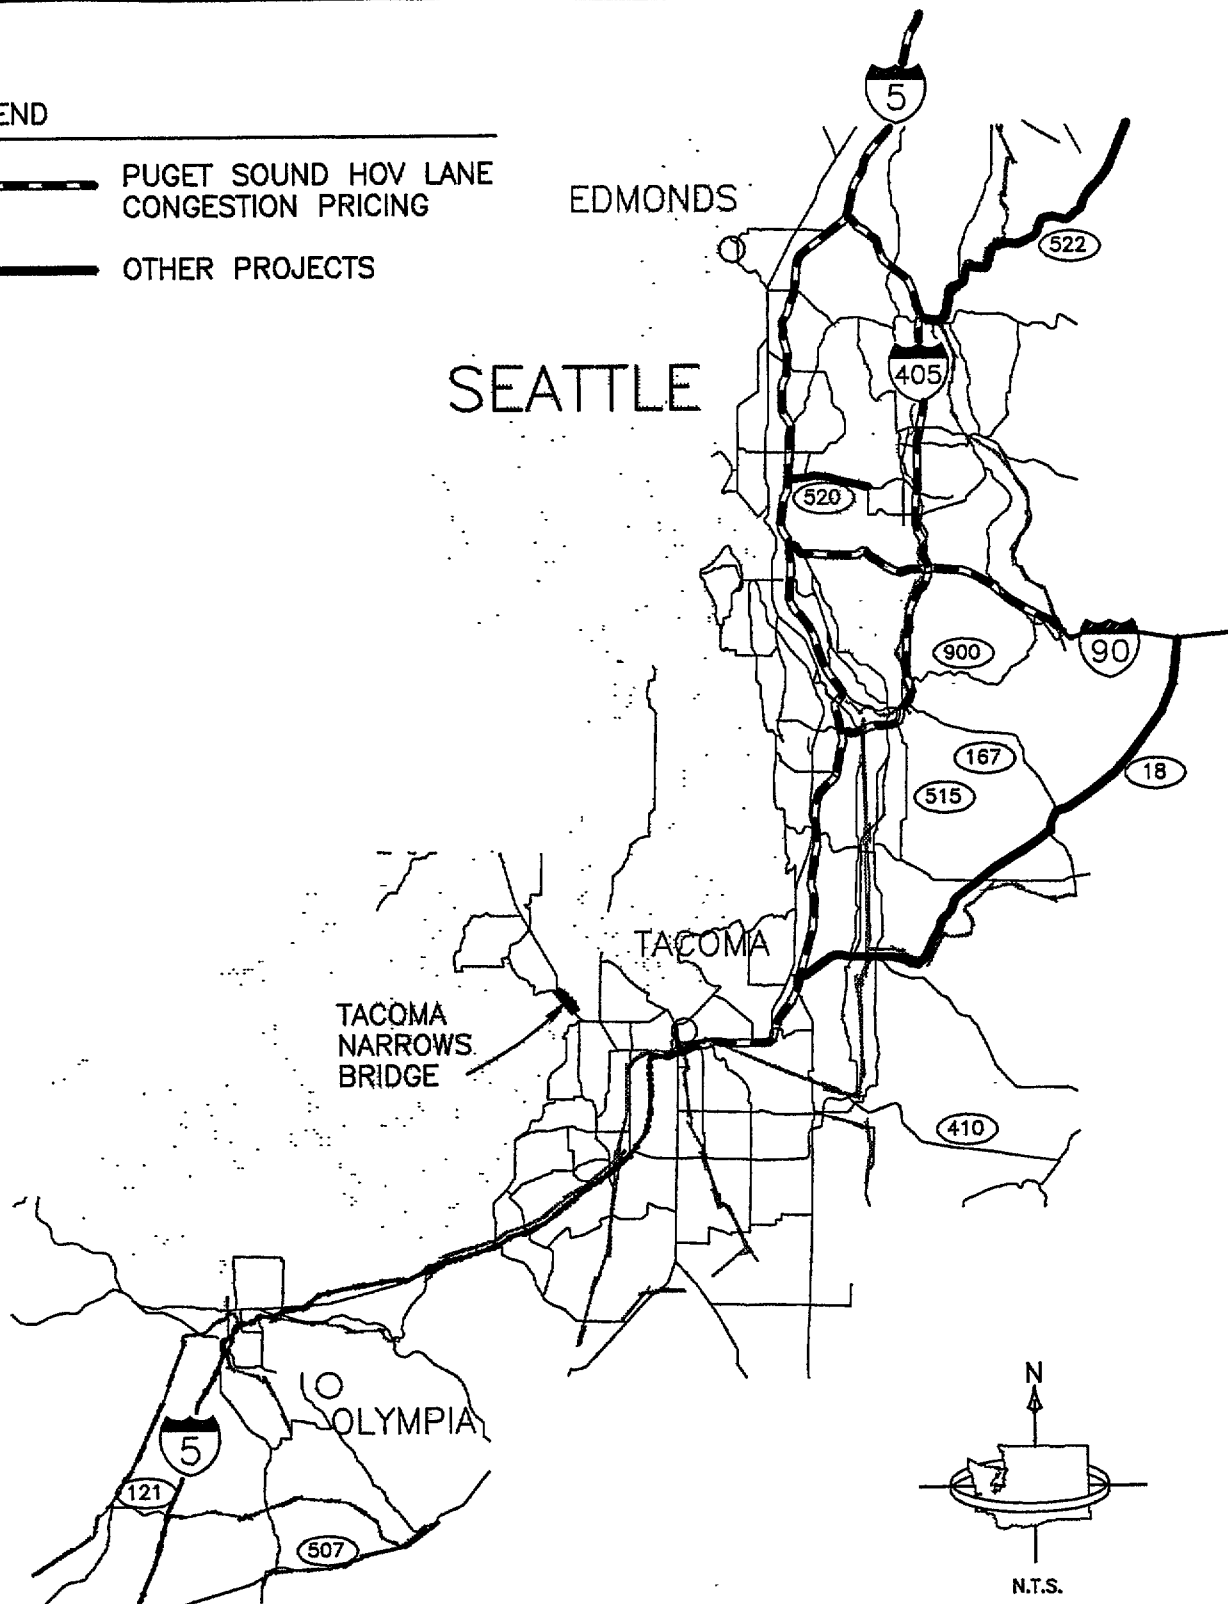 END
PUGET SOUND HOV LANE
CONGESTION PRICING
OTHER PROJECTS
5
EDMONDS
522
SEATTLE
405
520
90
900
167
18
515
TACOMA
TACOMA
NARROWS
BRIDGE
410
OLYMPIA
5
121
507
N
N.T.S.